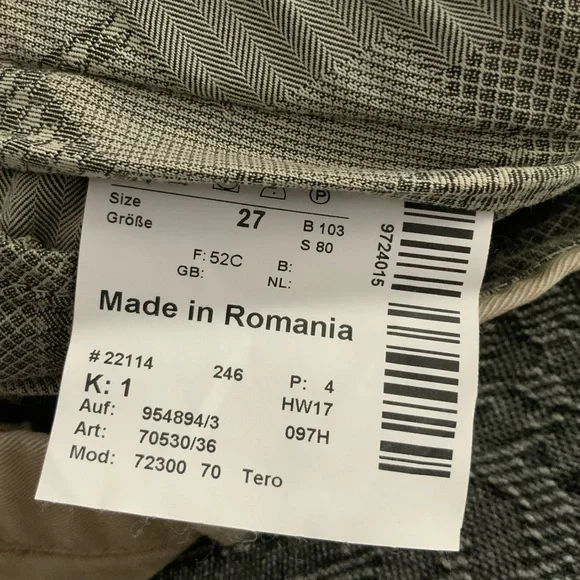 Size
Größe
27
B 103
S 80
F: 52C
B:
GB:
NL:
Made in Romania
# 22114 246 P: 4
K: 1 HW17
Auf: 954894/3 097H
Art: 70530/36
Mod: 72300 70 Tero
9724015
P